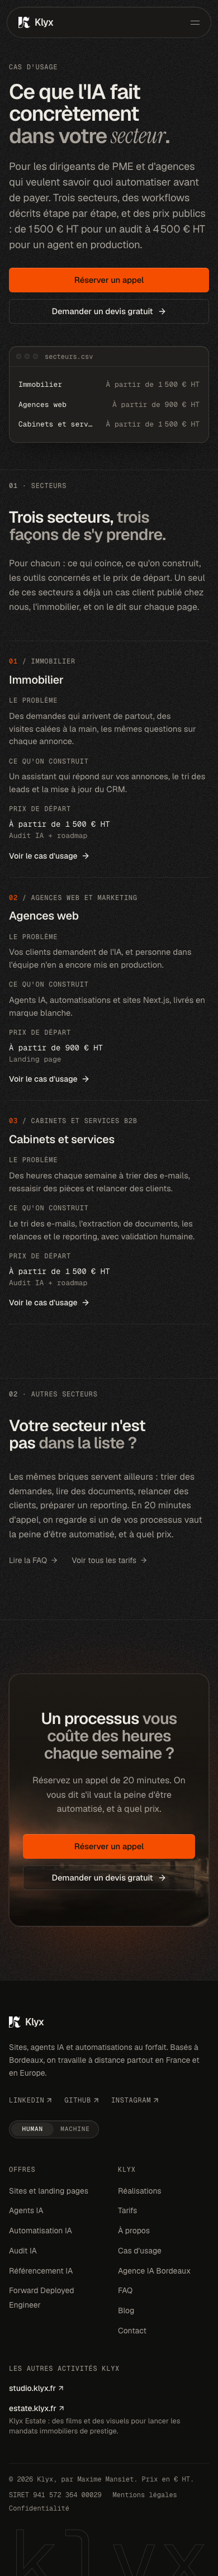 Klyx
CAS D'USAGE
Ce que l'IA fait
concrètement
dans votre secteur.
Pour les dirigeants de PME et d'agences
qui veulent savoir quoi automatiser avant
de payer. Trois secteurs, des workflows
décrits étape par étape, et des prix publics
: de 1 500 € HT pour un audit à 4 500 € HT
pour un agent en production.
Réserver un appel
Demander un devis gratuit →
secteurs.csv
Immobilier À partir de 1 500 € HT
Agences web À partir de 900 € HT
Cabinets et serv… À partir de 1 500 € HT
01 · SECTEURS
Trois secteurs, trois
façons de s'y prendre.
Pour chacun : ce qui coince, ce qu'on construit,
les outils concernés et le prix de départ. Un seul
de ces secteurs a déjà un cas client publié chez
nous, l'immobilier, et on le dit sur chaque page.
01 / IMMOBILIER
Immobilier
LE PROBLÈME
Des demandes qui arrivent de partout, des
visites calées à la main, les mêmes questions sur
chaque annonce.
CE QU'ON CONSTRUIT
Un assistant qui répond sur vos annonces, le tri des
leads et la mise à jour du CRM.
PRIX DE DÉPART
À partir de 1 500 € HT
Audit IA + roadmap
Voir le cas d'usage →
02 / AGENCES WEB ET MARKETING
Agences web
LE PROBLÈME
Vos clients demandent de l'IA, et personne dans
l'équipe n'en a encore mis en production.
CE QU'ON CONSTRUIT
Agents IA, automatisations et sites Next.js, livrés en
marque blanche.
PRIX DE DÉPART
À partir de 900 € HT
Landing page
Voir le cas d'usage →
03 / CABINETS ET SERVICES B2B
Cabinets et services
LE PROBLÈME
Des heures chaque semaine à trier des e-mails,
ressaisir des pièces et relancer des clients.
CE QU'ON CONSTRUIT
Le tri des e-mails, l'extraction de documents, les
relances et le reporting, avec validation humaine.
PRIX DE DÉPART
À partir de 1 500 € HT
Audit IA + roadmap
Voir le cas d'usage →
02 · AUTRES SECTEURS
Votre secteur n'est
pas dans la liste ?
Les mêmes briques servent ailleurs : trier des
demandes, lire des documents, relancer des
clients, préparer un reporting. En 20 minutes
d'appel, on regarde si un de vos processus vaut
la peine d'être automatisé, et à quel prix.
Lire la FAQ → Voir tous les tarifs →
Un processus vous
coûte des heures
chaque semaine ?
Réservez un appel de 20 minutes. On
vous dit s'il vaut la peine d'être
automatisé, et à quel prix.
Réserver un appel
Demander un devis gratuit →
Klyx
Sites, agents IA et automatisations au forfait. Basés à
Bordeaux, on travaille à distance partout en France et
en Europe.
LINKEDIN ↗ GITHUB ↗ INSTAGRAM ↗
HUMAN MACHINE
OFFRES
Sites et landing pages
Agents IA
Automatisation IA
Audit IA
Référencement IA
Forward Deployed
Engineer
KLYX
Réalisations
Tarifs
À propos
Cas d'usage
Agence IA Bordeaux
FAQ
Blog
Contact
LES AUTRES ACTIVITÉS KLYX
studio.klyx.fr ↗
estate.klyx.fr ↗
Klyx Estate : des films et des visuels pour lancer les
mandats immobiliers de prestige.
© 2026 Klyx, par Maxime Mansiet. Prix en € HT.
SIRET 941 572 364 00029 Mentions légales
Confidentialité
klyx